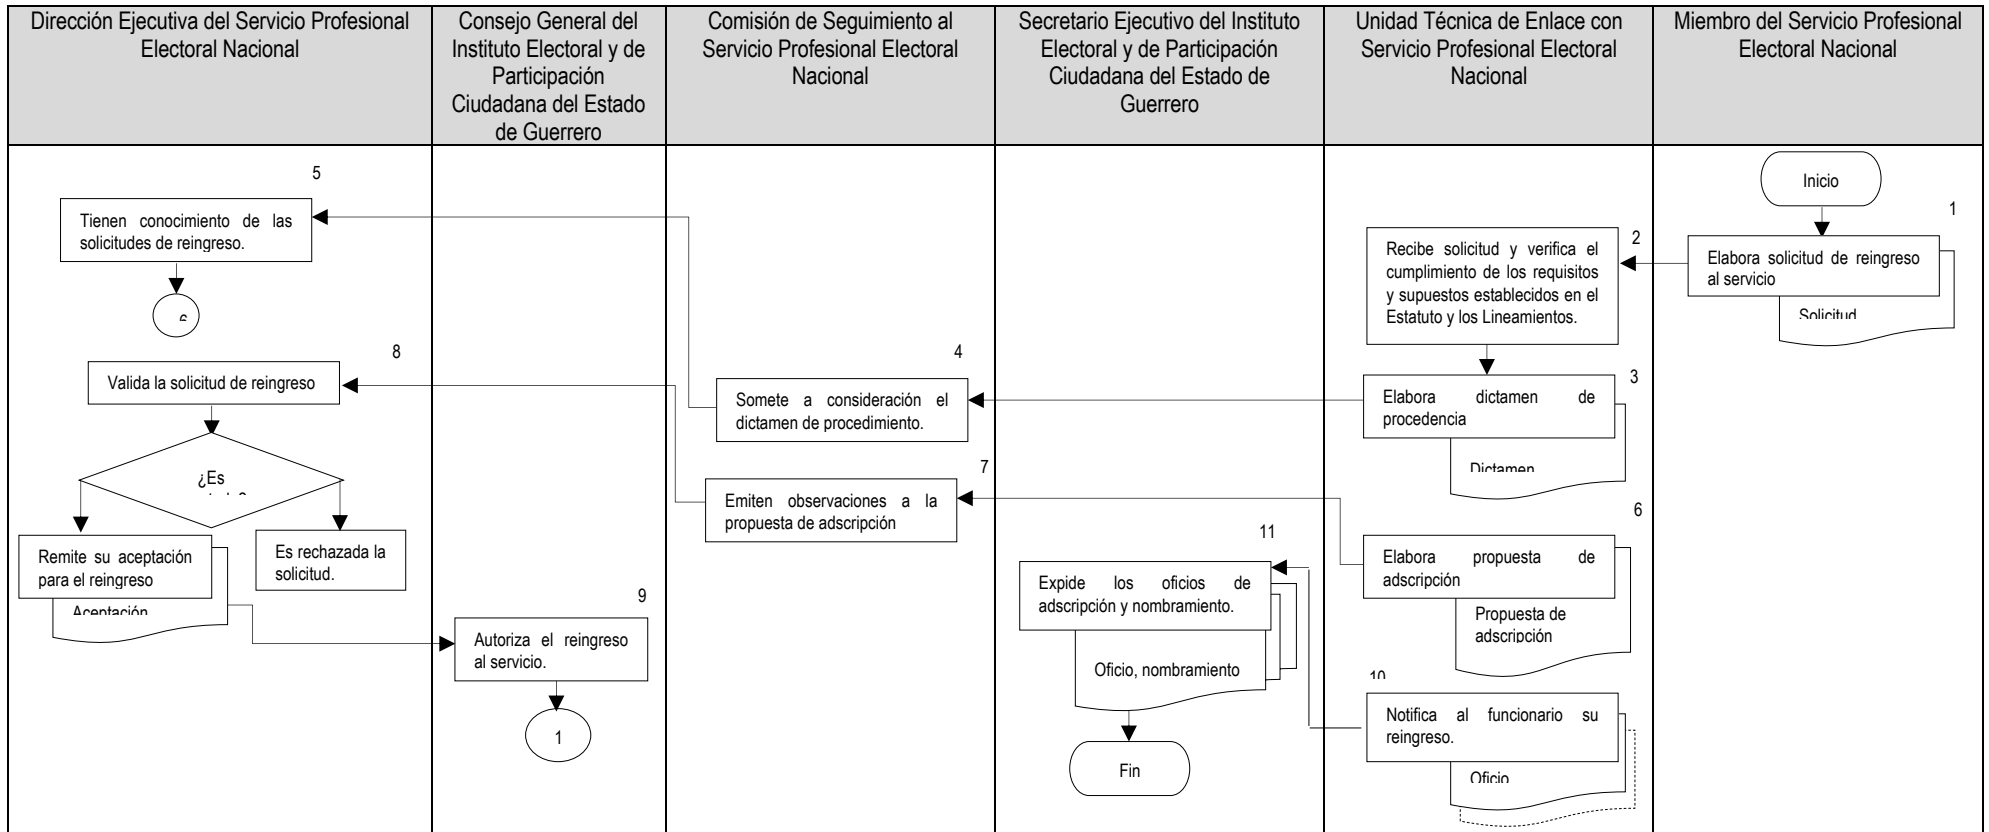 Dirección Ejecutiva del Servicio Profesional
Electoral Nacional
Consejo General del
Instituto Electoral y de
Participación
Ciudadana del Estado
de Guerrero
Comisión de Seguimiento al
Servicio Profesional Electoral
Nacional
Secretario Ejecutivo del Instituto
Electoral y de Participación
Ciudadana del Estado de
Guerrero
Unidad Técnica de Enlace con
Servicio Profesional Electoral
Nacional
Miembro del Servicio Profesional
Electoral Nacional
Inicio
1
Elabora solicitud de reingreso
al servicio
Solicitud
2
Recibe solicitud y verifica el
cumplimiento de los requisitos
y supuestos establecidos en el
Estatuto y los Lineamientos.
3
Elabora dictamen de
procedencia
Dictamen
4
Somete a consideración el
dictamen de procedimiento.
5
Tienen conocimiento de las
solicitudes de reingreso.
6
6
Elabora propuesta de
adscripción
Propuesta de
adscripción
7
Emiten observaciones a la
propuesta de adscripción
8
Valida la solicitud de reingreso
¿Es
Remite su aceptación
para el reingreso
Aceptación
Es rechazada la
solicitud.
9
Autoriza el reingreso
al servicio.
1
10
Notifica al funcionario su
reingreso.
Oficio
11
Expide los oficios de
adscripción y nombramiento.
Oficio, nombramiento
Fin